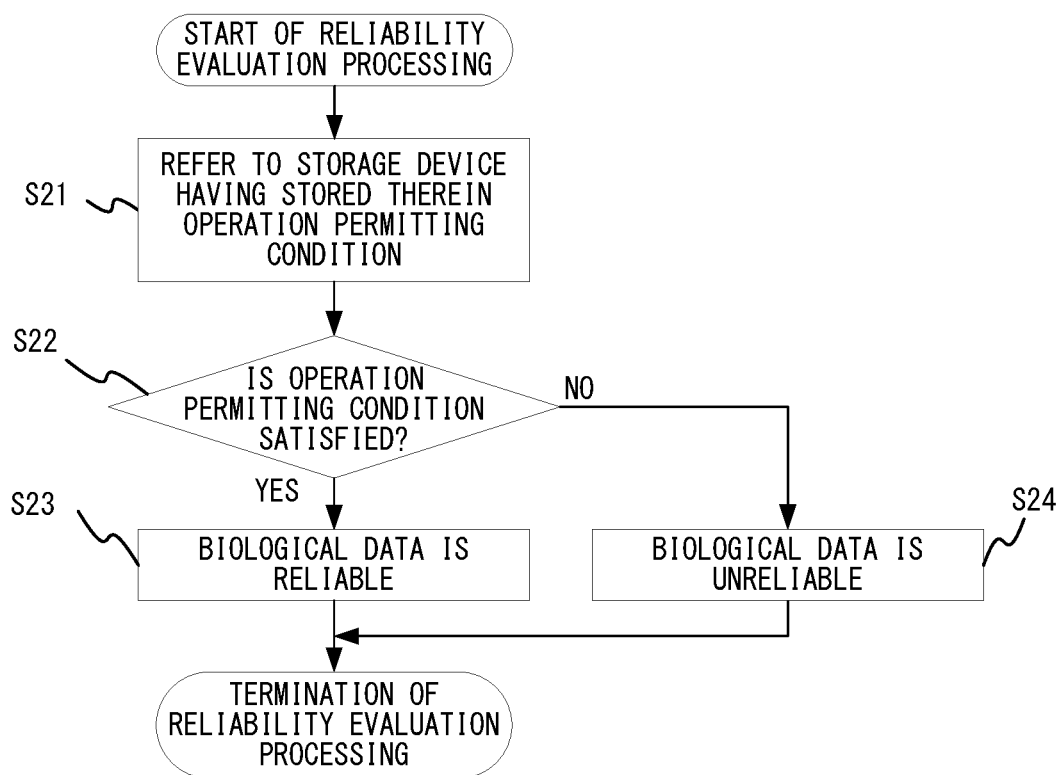 START OF RELIABILITY
EVALUATION PROCESSING
S21
REFER TO STORAGE DEVICE
HAVING STORED THEREIN
OPERATION PERMITTING
CONDITION
S22
IS OPERATION
PERMITTING CONDITION
SATISFIED?
NO
YES
S23
BIOLOGICAL DATA IS
RELIABLE
S24
BIOLOGICAL DATA IS
UNRELIABLE
TERMINATION OF
RELIABILITY EVALUATION
PROCESSING